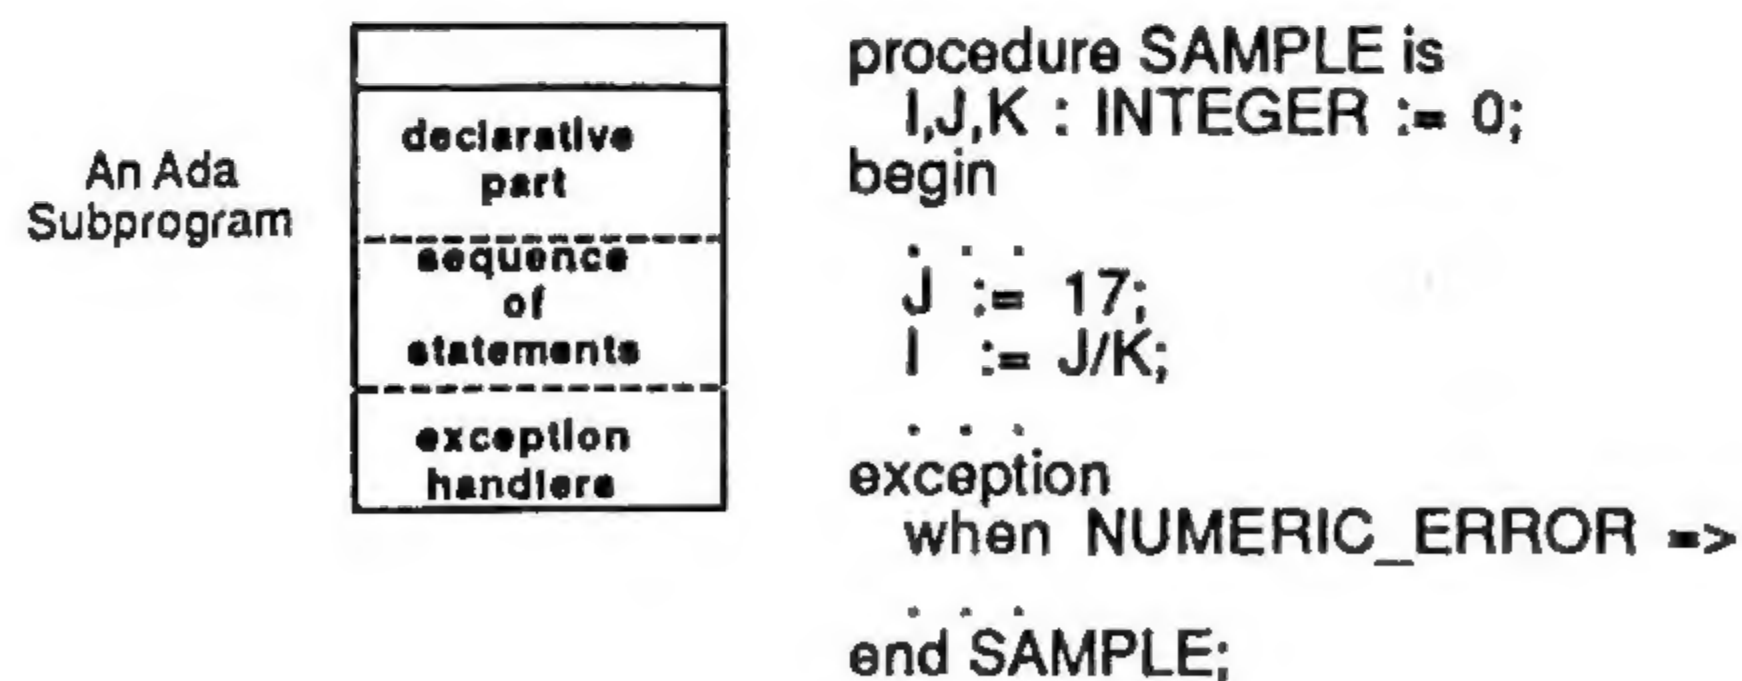 An Ada
Subprogram
declarative
part
sequence
of
statements
exception
handlers
procedure SAMPLE is
I,J,K : INTEGER := 0;
begin
. . .
J := 17;
I := J/K;
. . .
exception
when NUMERIC_ERROR =>
. . .
end SAMPLE;